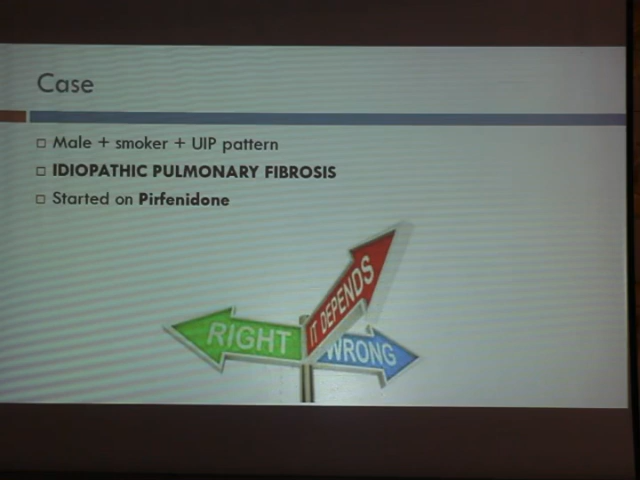 Case
Male + smoker + UIP pattern
IDIOPATHIC PULMONARY FIBROSIS
Started on Pirfenidone
IT DEPENDS
RIGHT
WRONG